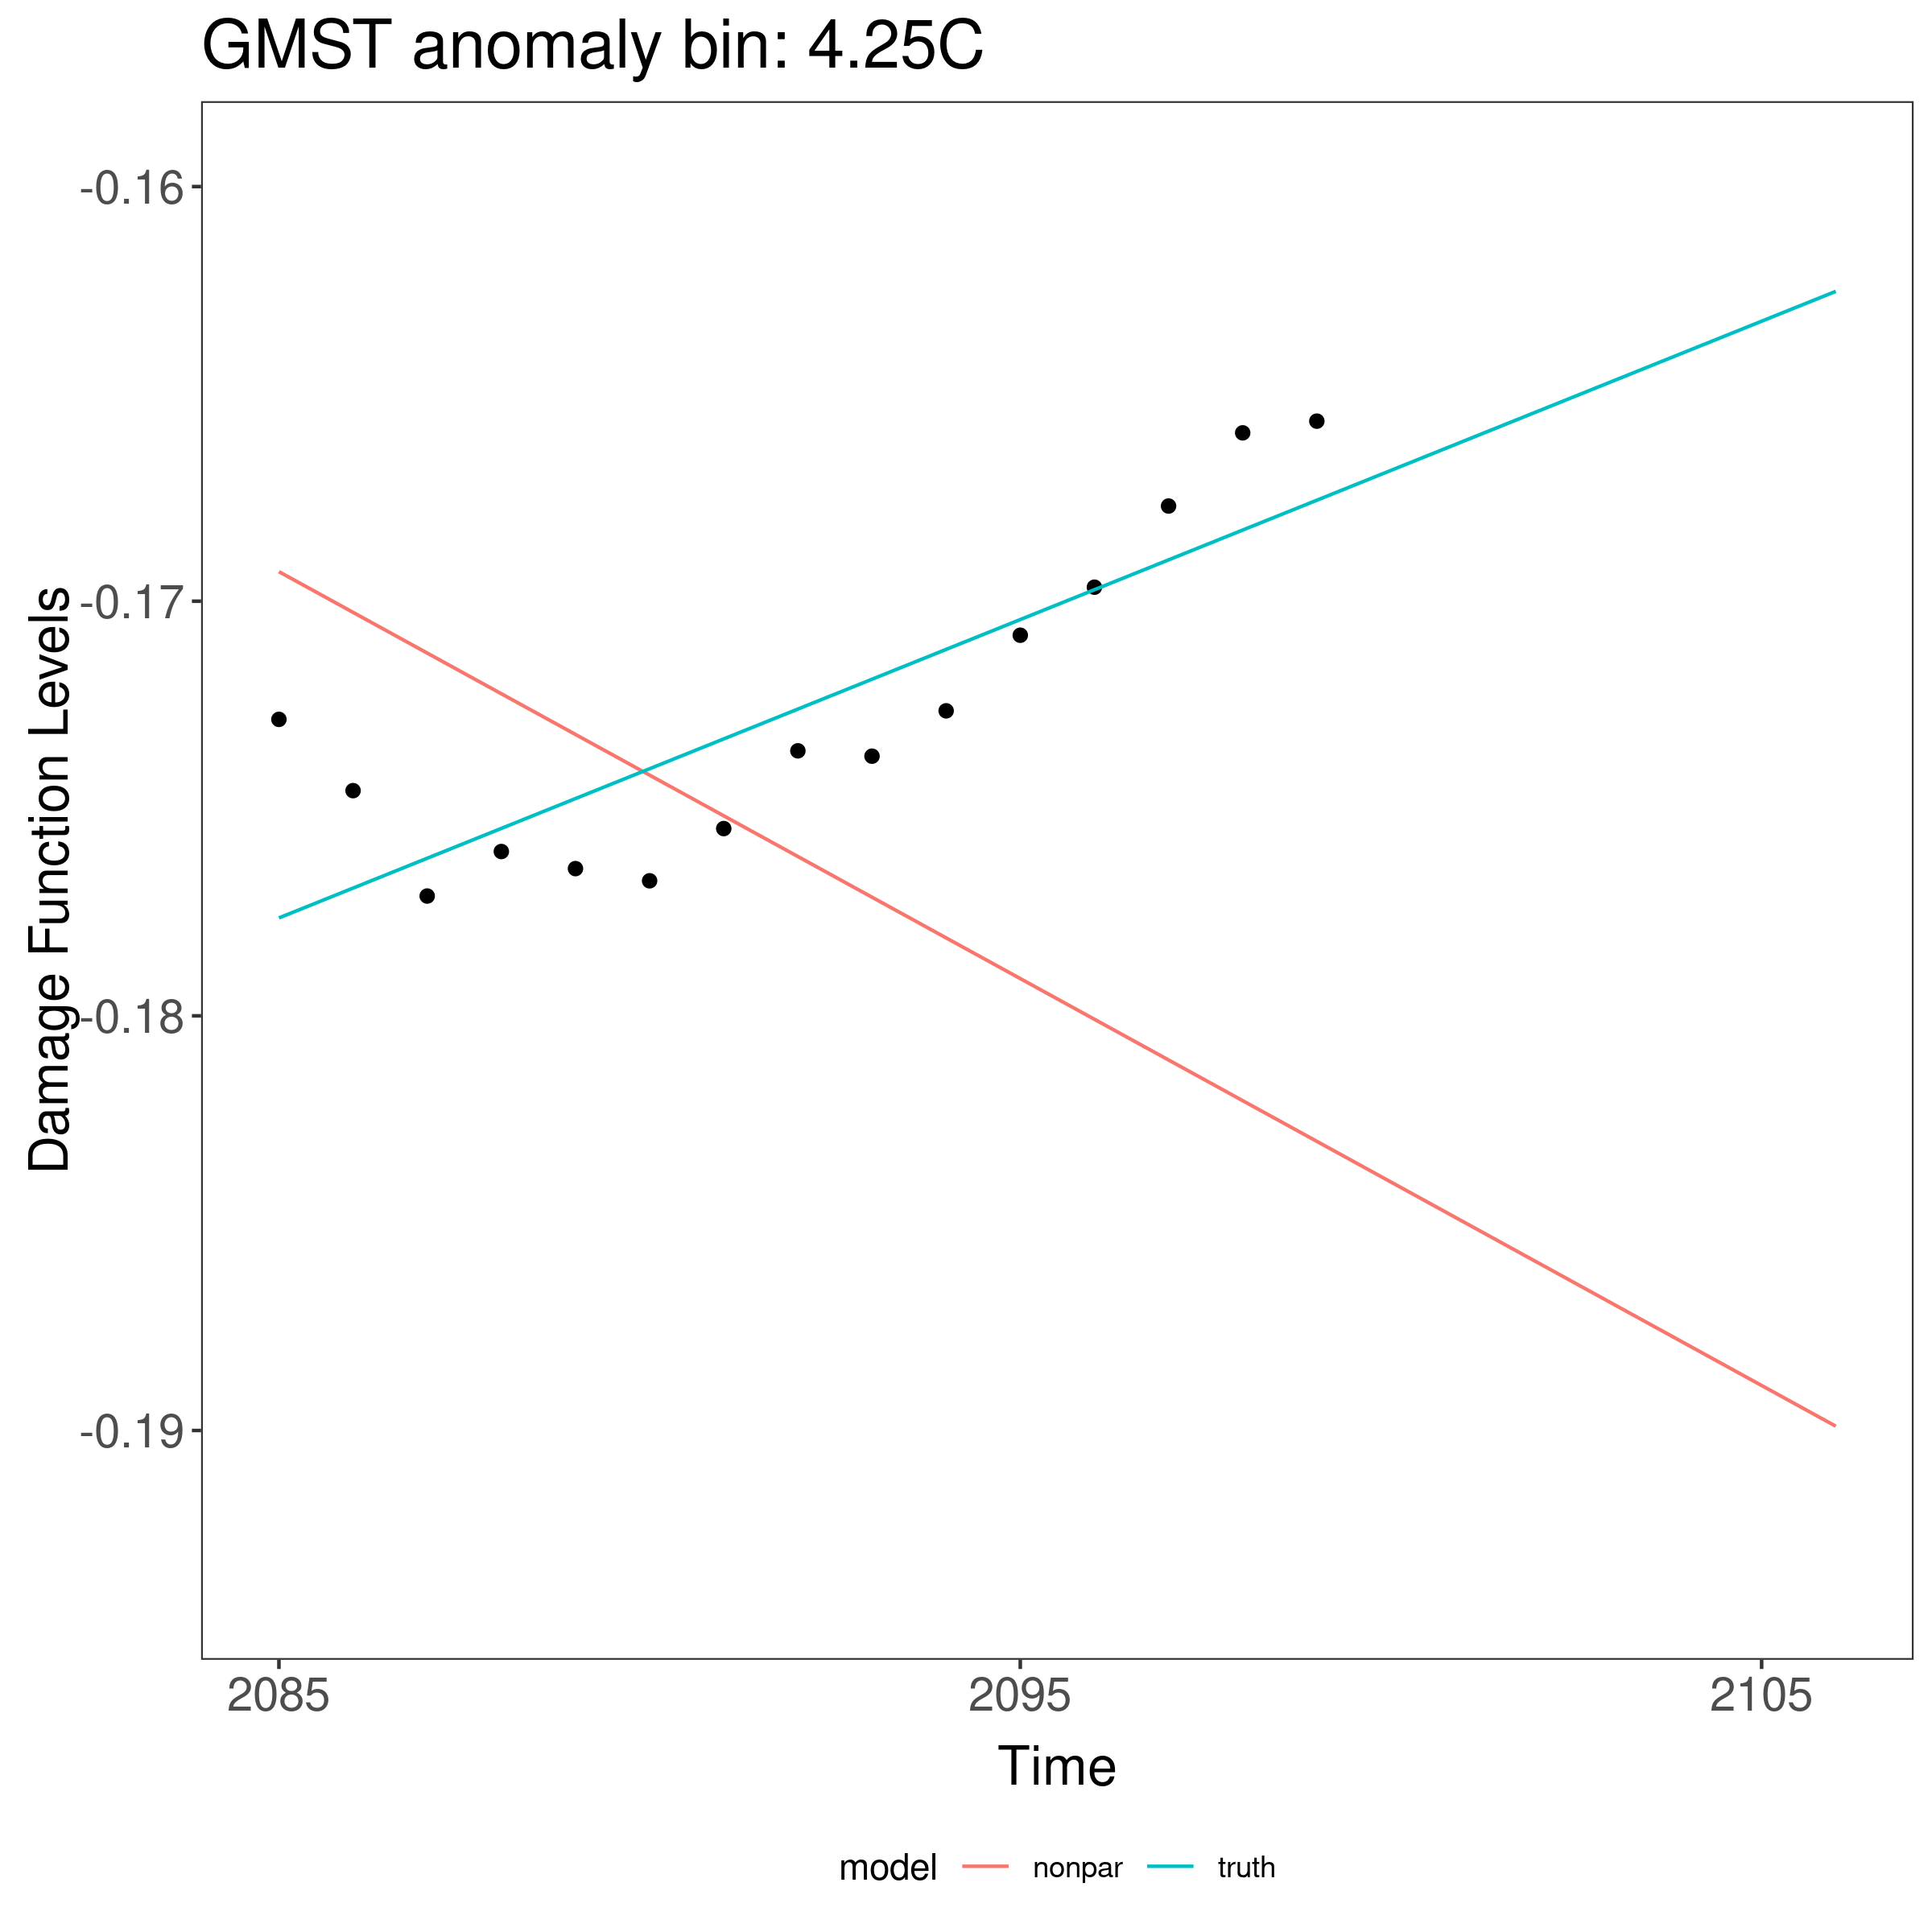 GMST anomaly bin: 4.25C
Damage Function Levels
-0.16
-0.17
-0.18
-0.19
2085 2095 2105
Time
model nonpar truth